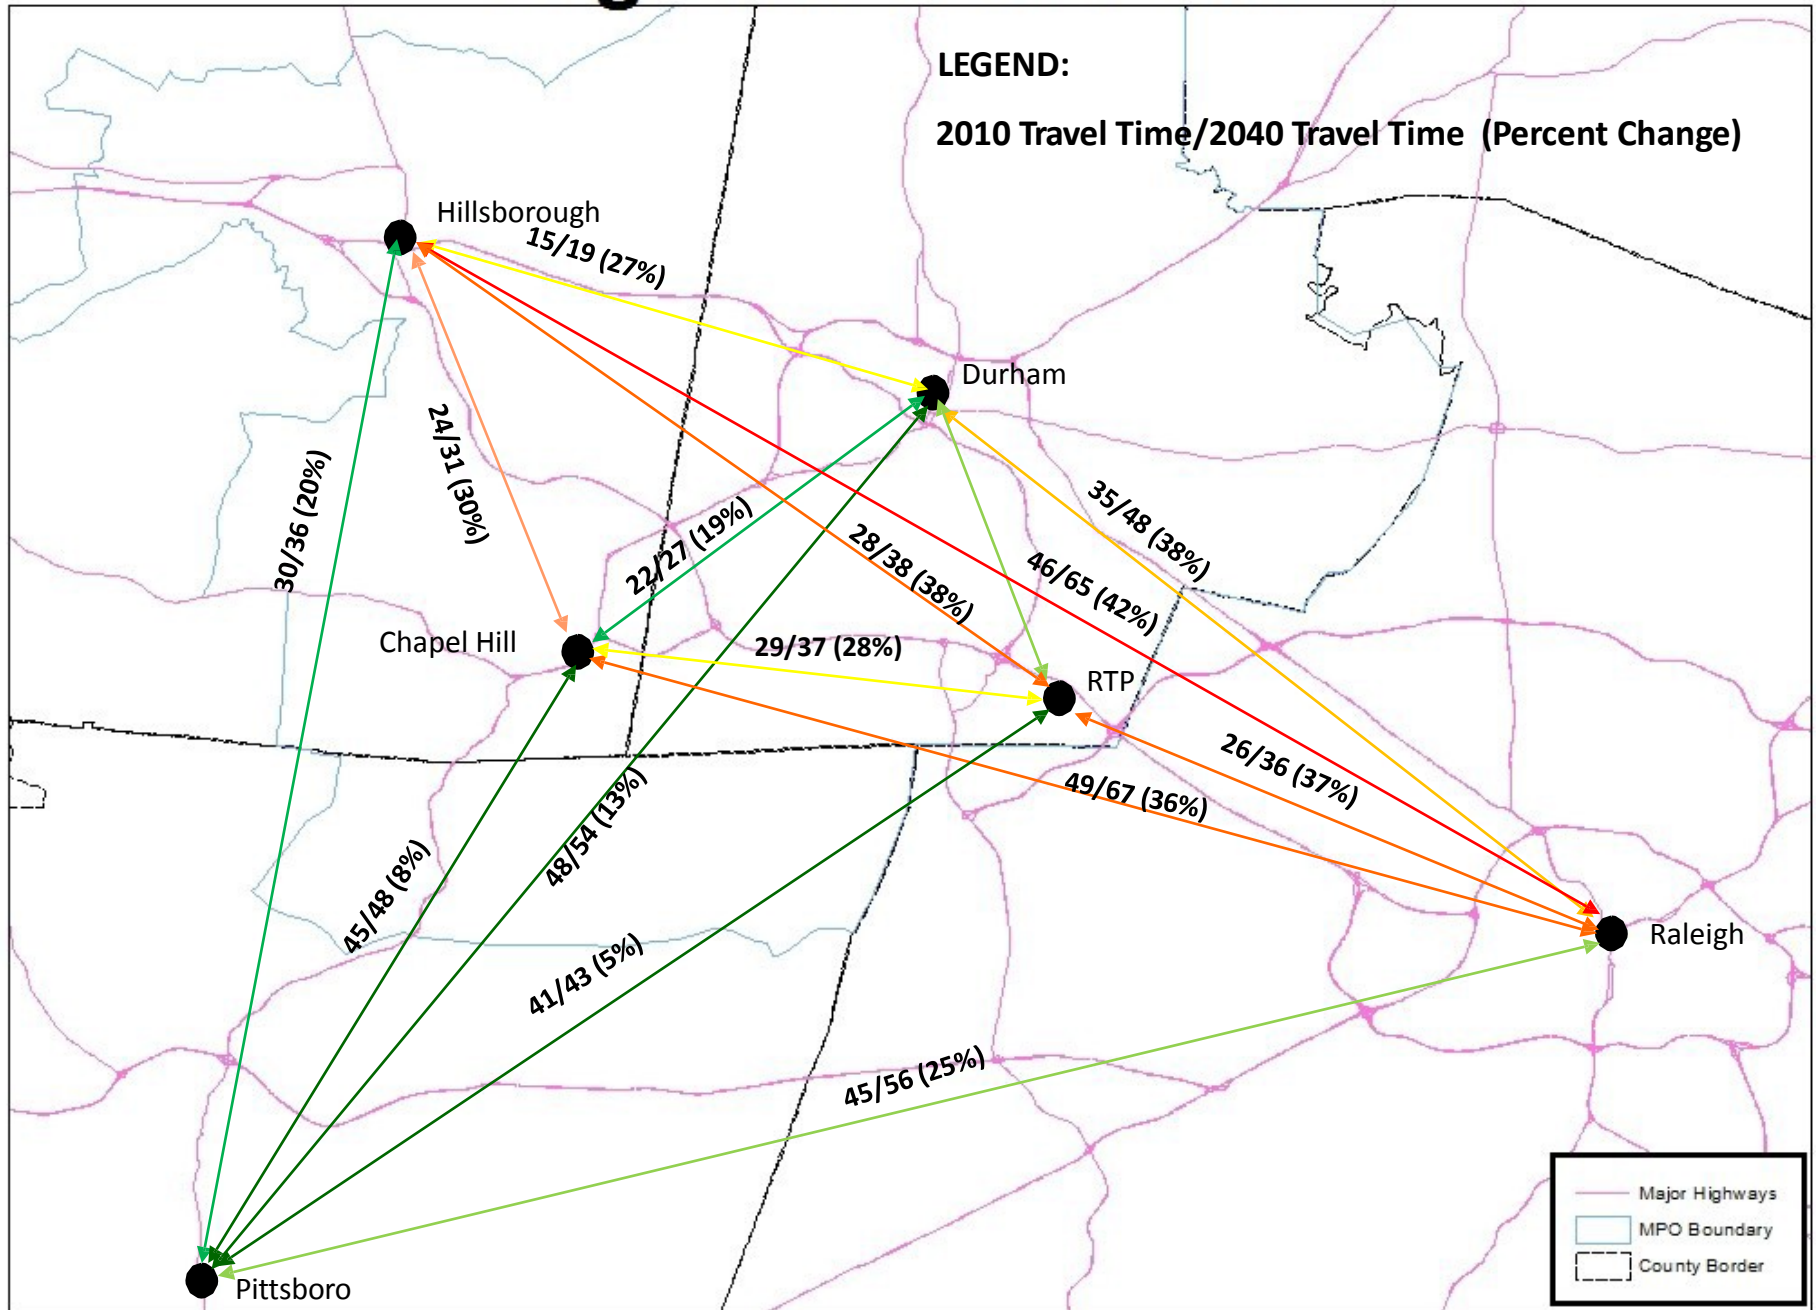 LEGEND:
2010 Travel Time/2040 Travel Time (Percent Change)
Hillsborough
15/19 (27%)
Durham
24/31 (30%)
30/36 (20%)
22/27 (19%)
28/38 (38%)
35/48 (38%)
46/65 (42%)
Chapel Hill
29/37 (28%)
RTP
26/36 (37%)
49/67 (36%)
48/54 (13%)
45/48 (8%)
41/43 (5%)
Raleigh
45/56 (25%)
Pittsboro
Major Highways
MPO Boundary
County Border